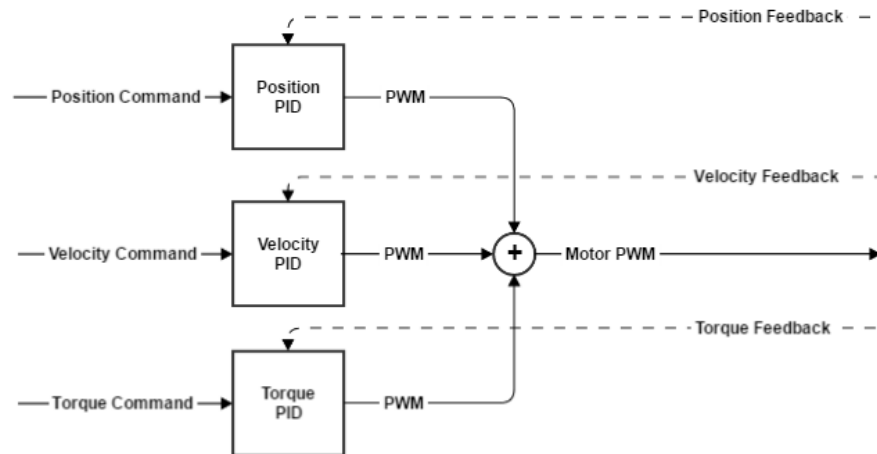 Position Feedback
Position Command
Position
PID
PWM
Velocity Feedback
Velocity Command
Velocity
PID
PWM
+
Motor PWM
Torque Feedback
Torque Command
Torque
PID
PWM